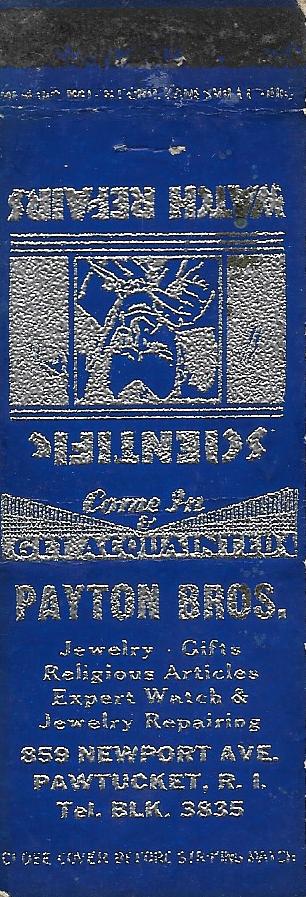 WATCH REPAIRS
SCIENTIFIC
Come In
&
GET ACQUAINTED!
PAYTON BROS.
Jewelry · Gifts
Religious Articles
Expert Watch &
Jewelry Repairing
859 NEWPORT AVE.
PAWTUCKET, R. I.
Tel. BLK. 3835
CLOSE COVER BEFORE STRIKING MATCH